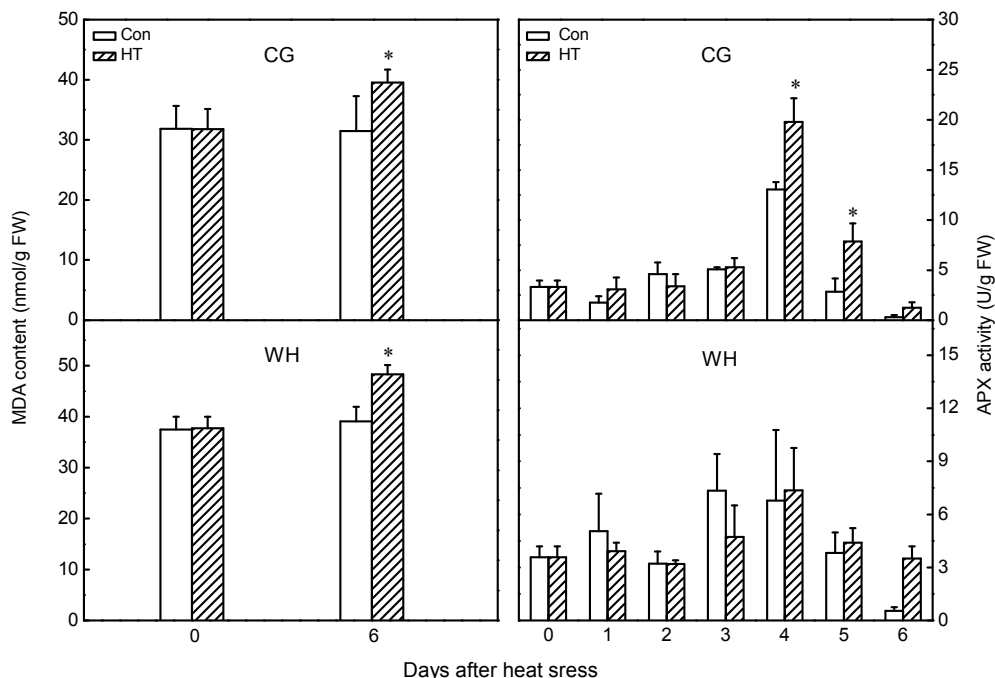 MDA content (nmol/g FW)
50
40
30
20
10
0
Con
HT
CG
*
50
40
30
20
10
0
WH
*
0 6
Con
HT
CG
*
*
30
25
20
15
10
5
0
WH
15
12
9
6
3
0
0 1 2 3 4 5 6
APX activity (U/g FW)
Days after heat sress